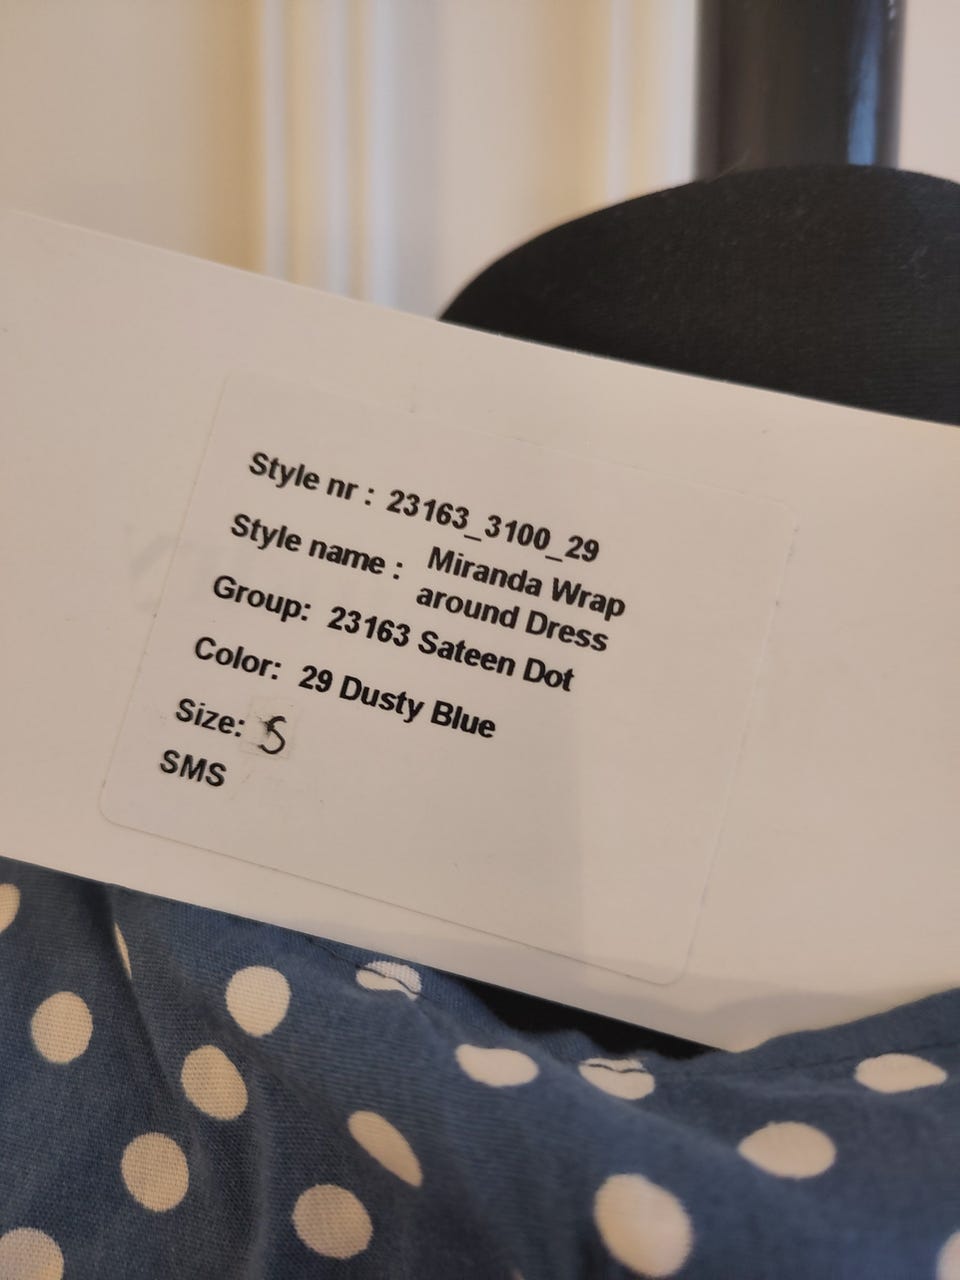 Style nr : 23163_3100_29
Style name : Miranda Wrap
around Dress
Group: 23163 Sateen Dot
Color: 29 Dusty Blue
Size: S
SMS